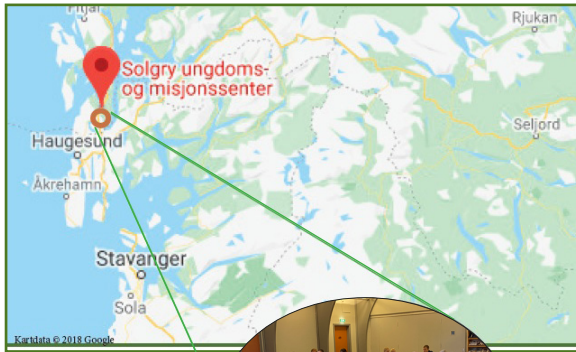 Fitjar
Rjukan
Solgry ungdoms-
og misjonssenter
Seljord
Haugesund
Åkrehamn
Stavanger
Sola
Kartdata © 2018 Google